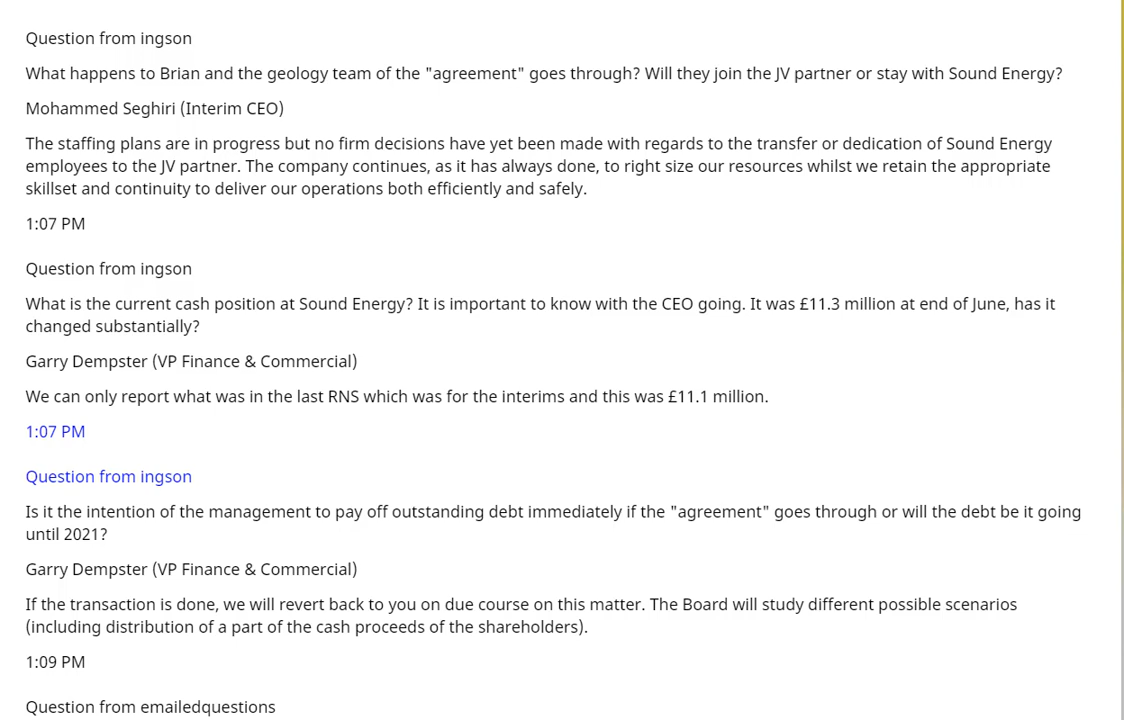 Question from ingson
What happens to Brian and the geology team of the "agreement" goes through? Will they join the JV partner or stay with Sound Energy?
Mohammed Seghiri (Interim CEO)
The staffing plans are in progress but no firm decisions have yet been made with regards to the transfer or dedication of Sound Energy
employees to the JV partner. The company continues, as it has always done, to right size our resources whilst we retain the appropriate
skillset and continuity to deliver our operations both efficiently and safely.
1:07 PM
Question from ingson
What is the current cash position at Sound Energy? It is important to know with the CEO going. It was £11.3 million at end of June, has it
changed substantially?
Garry Dempster (VP Finance & Commercial)
We can only report what was in the last RNS which was for the interims and this was £11.1 million.
1:07 PM
Question from ingson
Is it the intention of the management to pay off outstanding debt immediately if the "agreement" goes through or will the debt be it going
until 2021?
Garry Dempster (VP Finance & Commercial)
If the transaction is done, we will revert back to you on due course on this matter. The Board will study different possible scenarios
(including distribution of a part of the cash proceeds of the shareholders).
1:09 PM
Question from emailedquestions